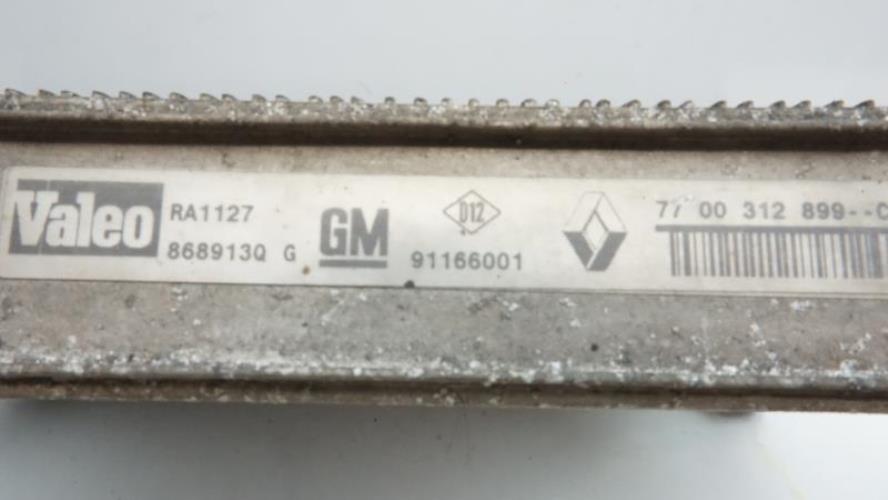 Valeo
RA1127
868913Q G
GM
D12
91166001
77 00 312 899--